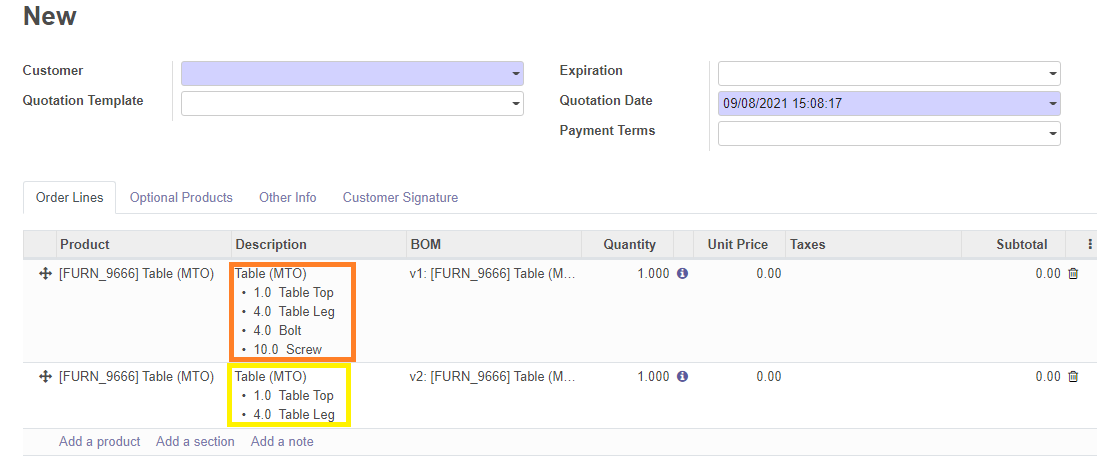 New
Customer
Expiration
Quotation Template
Quotation Date 09/08/2021 15:08:17
Payment Terms
Order Lines Optional Products Other Info Customer Signature
Product Description BOM Quantity Unit Price Taxes Subtotal
[FURN_9666] Table (MTO) Table (MTO) v1: [FURN_9666] Table (M... 1.000 0.00 0.00
• 1.0 Table Top
• 4.0 Table Leg
• 4.0 Bolt
• 10.0 Screw
[FURN_9666] Table (MTO) Table (MTO) v2: [FURN_9666] Table (M... 1.000 0.00 0.00
• 1.0 Table Top
• 4.0 Table Leg
Add a product Add a section Add a note